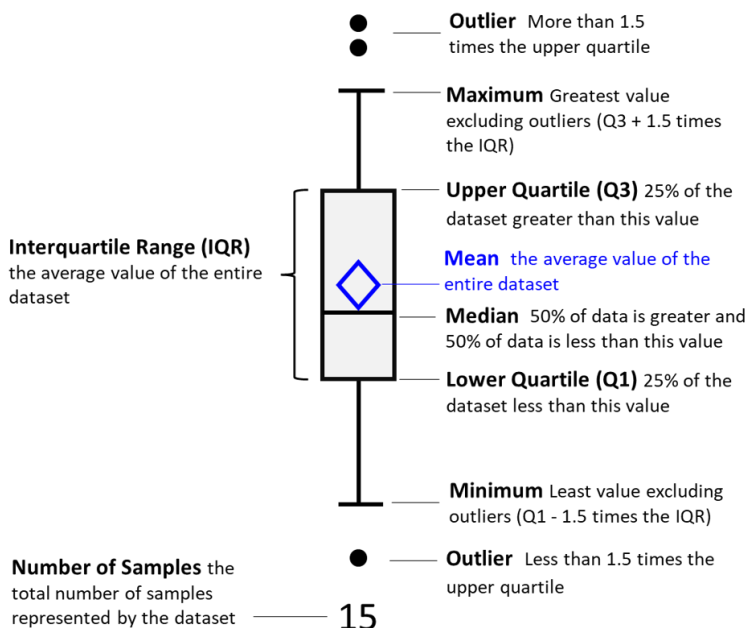 Outlier More than 1.5
times the upper quartile
Maximum Greatest value
excluding outliers (Q3 + 1.5 times
the IQR)
Upper Quartile (Q3) 25% of the
dataset greater than this value
Interquartile Range (IQR)
the average value of the entire
dataset
Mean the average value of the
entire dataset
Median 50% of data is greater and
50% of data is less than this value
Lower Quartile (Q1) 25% of the
dataset less than this value
Minimum Least value excluding
outliers (Q1 - 1.5 times the IQR)
Outlier Less than 1.5 times the
upper quartile
Number of Samples the
total number of samples
represented by the dataset
15